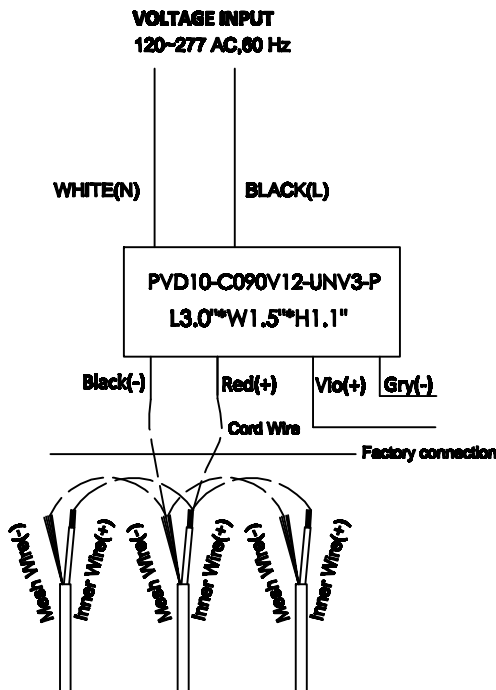 VOLTAGE INPUT
120~277 AC,60 Hz
WHITE(N)
BLACK(L)
PVD10-C090V12-UNV3-P
L3.0"*W1.5"*H1.1"
Black(-)
Red(+)
Vio(+)
Gry(-)
Cord Wire
Factory connection
Mesh Wire(-)
Inner Wire(+)
Mesh Wire(-)
Inner Wire(+)
Mesh Wire(-)
Inner Wire(+)